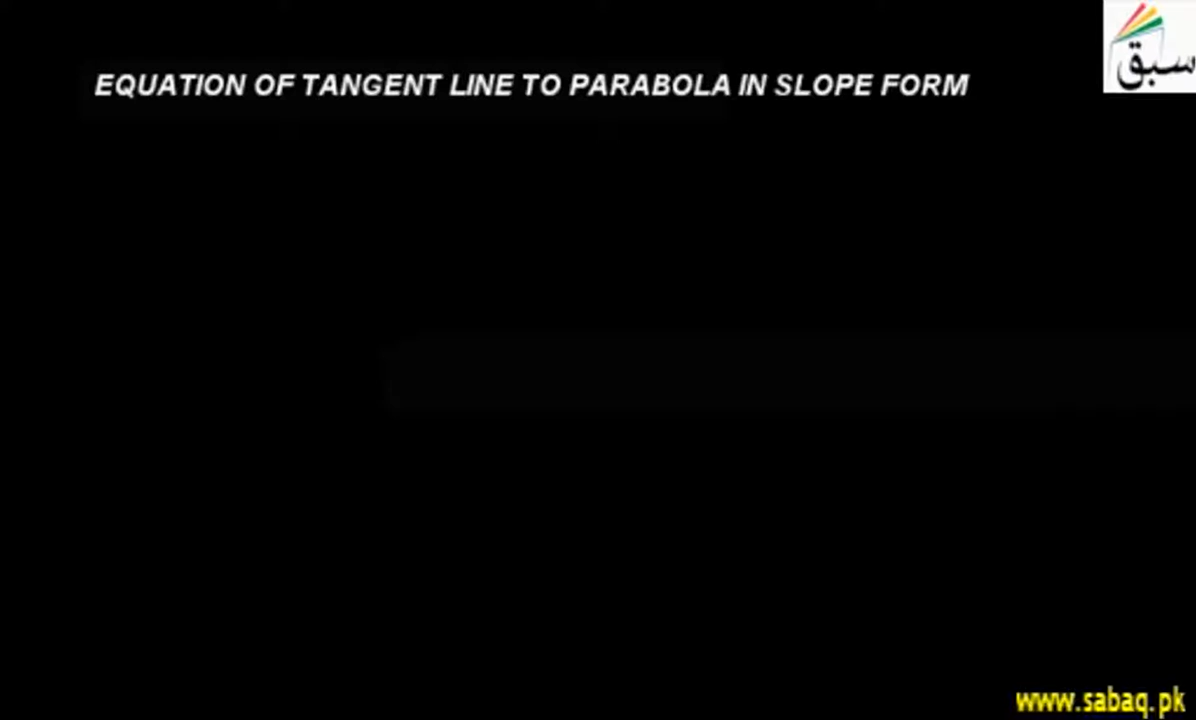 EQUATION OF TANGENT LINE TO PARABOLA IN SLOPE FORM
سبق
www.sabaq.pk